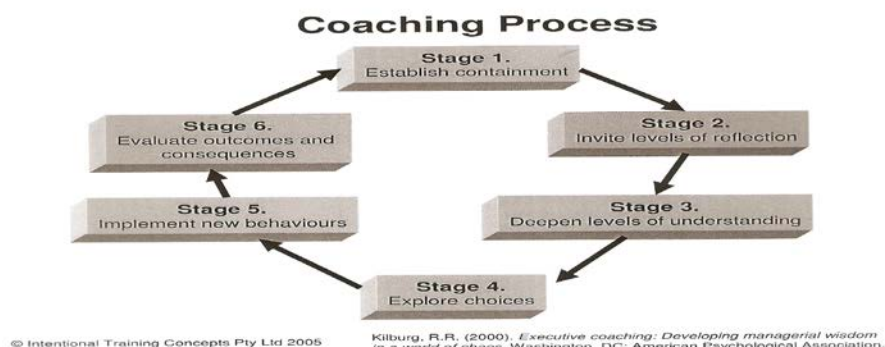 Coaching Process
Stage 1.
Establish containment
Stage 2.
Invite levels of reflection
Stage 3.
Deepen levels of understanding
Stage 4.
Explore choices
Stage 5.
Implement new behaviours
Stage 6.
Evaluate outcomes and
consequences
© Intentional Training Concepts Pty Ltd 2005
Kilburg, R.R. (2000). Executive coaching: Developing managerial wisdom
in a world of chaos. Washington, DC: American Psychological Association.